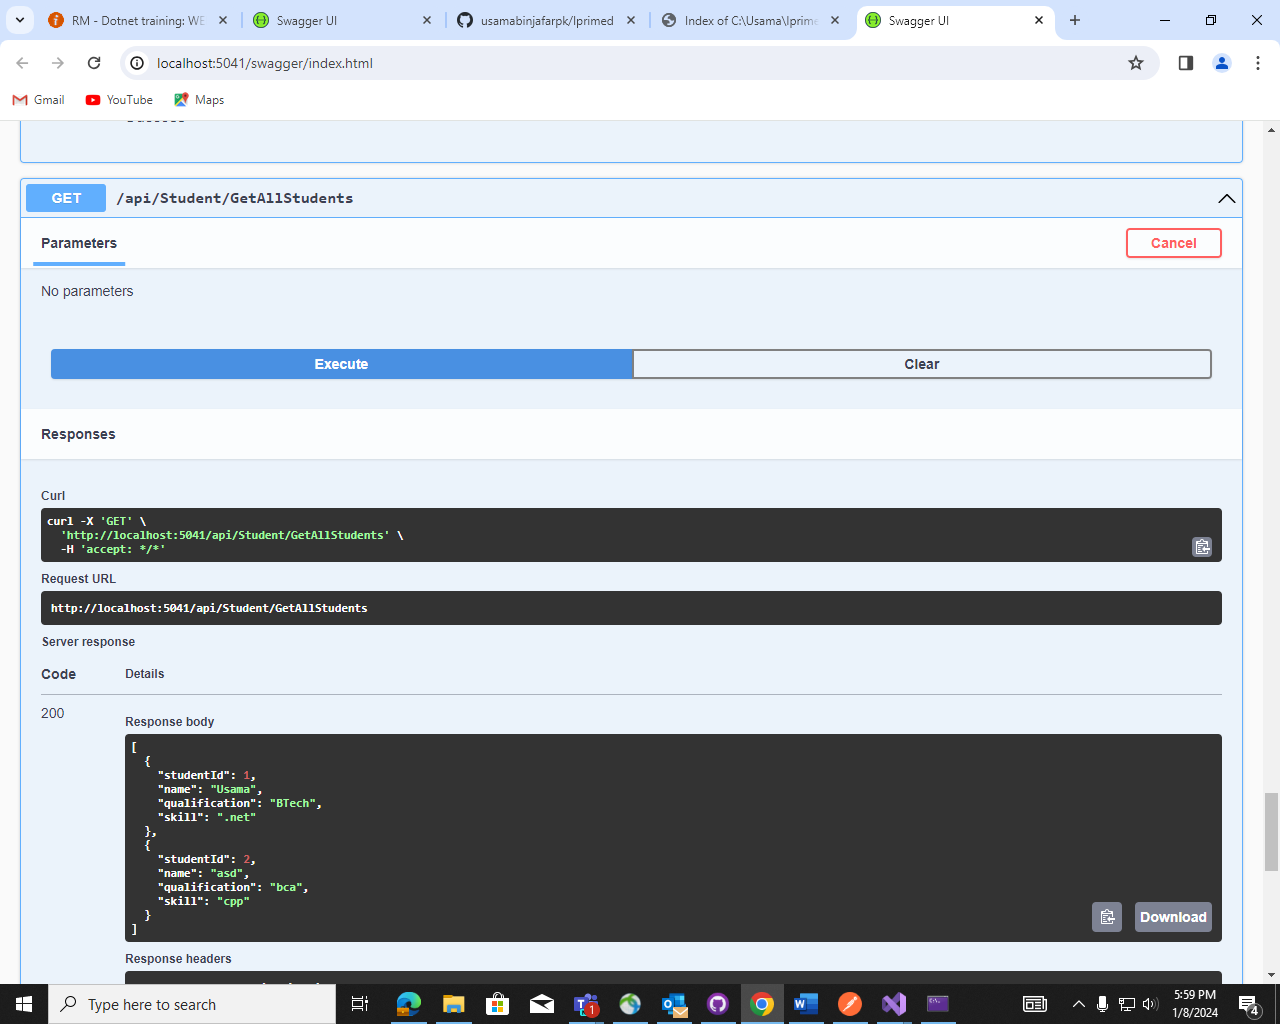 RM - Dotnet training: WE
Swagger UI
usamabinjafarpk/Iprimed
Index of C:\Usama\Iprime
Swagger UI
localhost:5041/swagger/index.html
Gmail
YouTube
Maps
GET
/api/Student/GetAllStudents
Parameters
Cancel
No parameters
Execute
Clear
Responses
Curl
curl -X 'GET' \
'http://localhost:5041/api/Student/GetAllStudents' \
-H 'accept: */*'
Request URL
http://localhost:5041/api/Student/GetAllStudents
Server response
Code
Details
200
Response body
[
{
"studentId": 1,
"name": "Usama",
"qualification": "BTech",
"skill": ".net"
},
{
"studentId": 2,
"name": "asd",
"qualification": "bca",
"skill": "cpp"
}
]
Download
Response headers
Type here to search
1
5:59 PM
1/8/2024
4